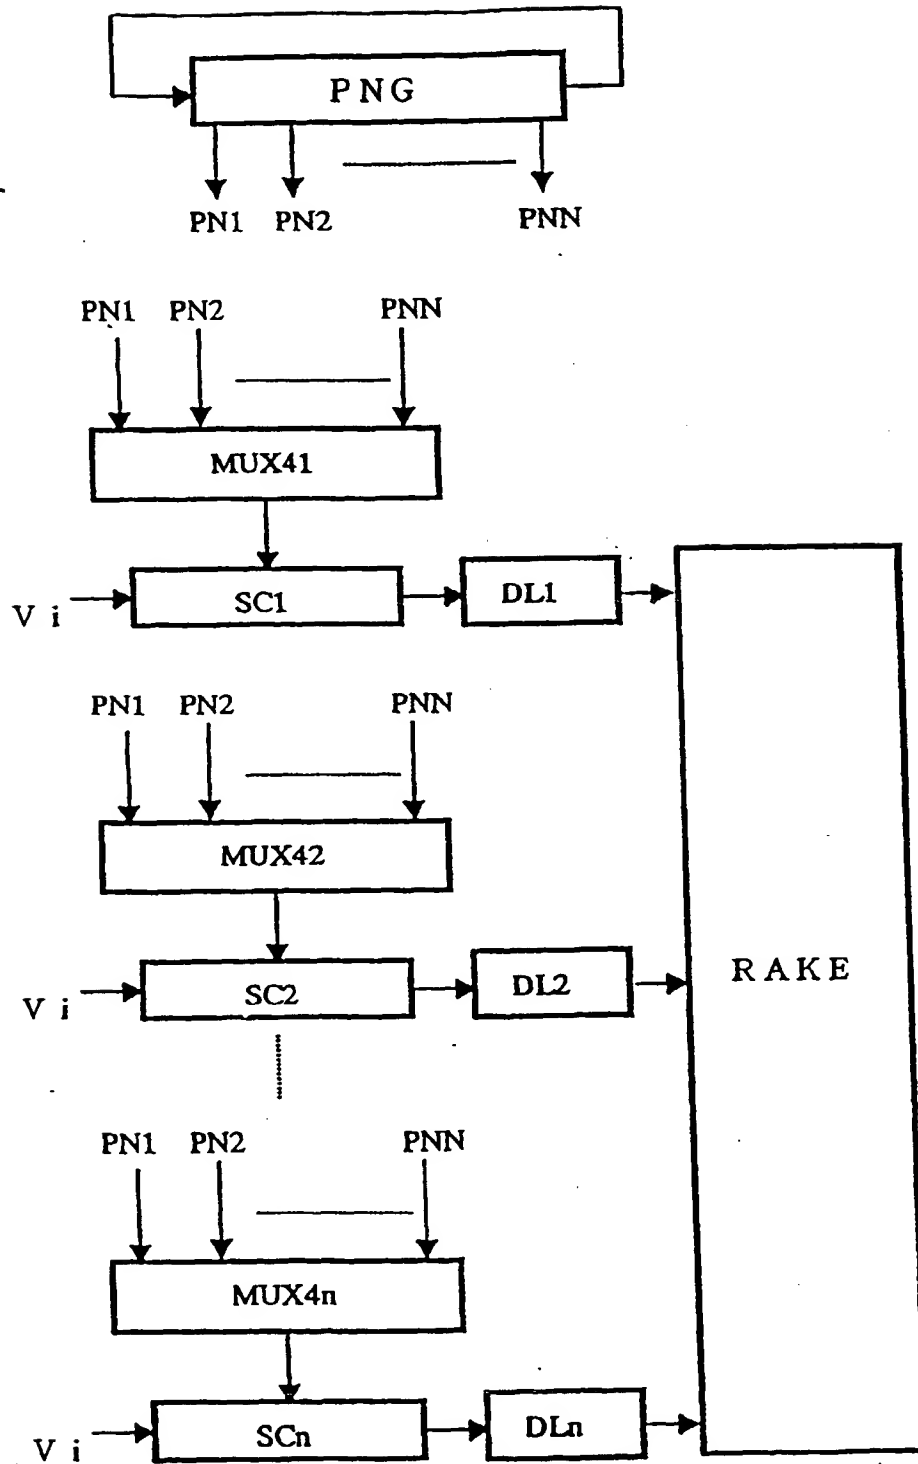 PNG
PN1 PN2 PNN
PN1 PN2 PNN
MUX41
V i SC1 DL1
PN1 PN2 PNN
MUX42
RAKE
V i SC2 DL2
PN1 PN2 PNN
MUX4n
V i SCn DLn